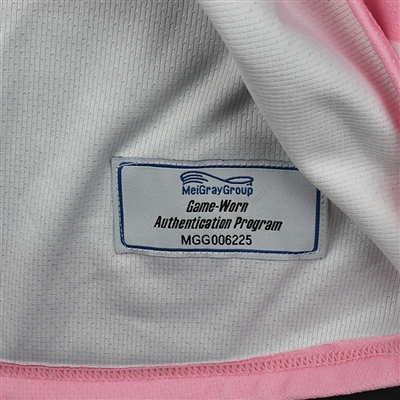 MeiGrayGroup
Game-Worn
Authentication Program
MGG006225